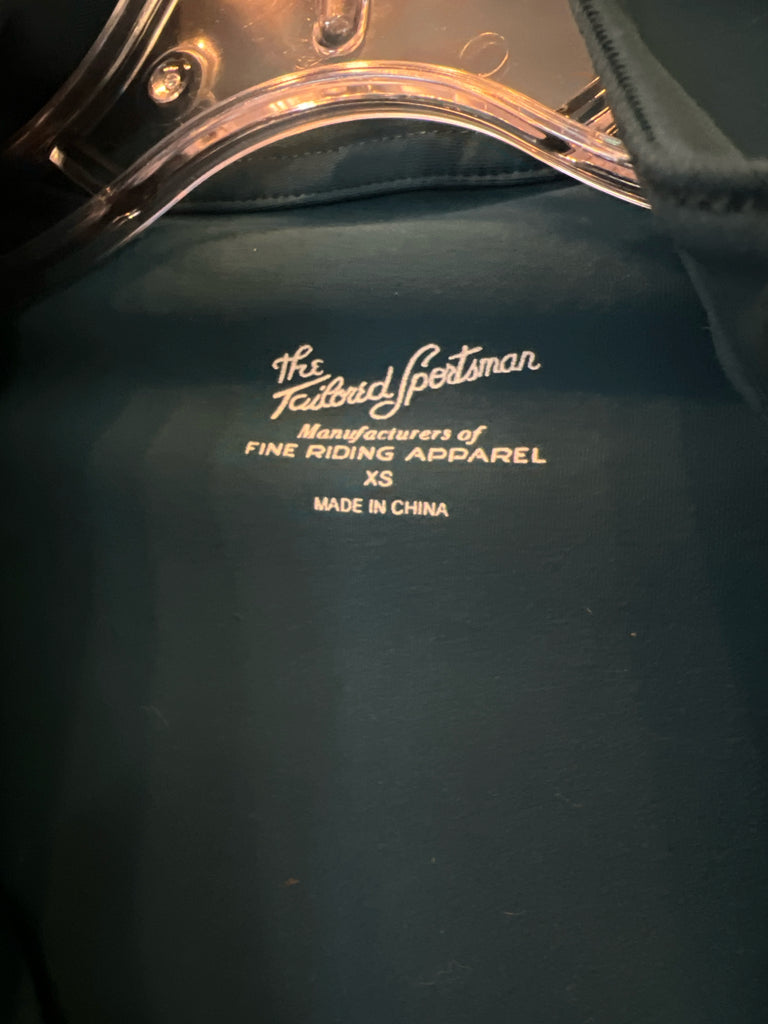 The
Tailored Sportsman
Manufacturers of
FINE RIDING APPAREL
XS
MADE IN CHINA